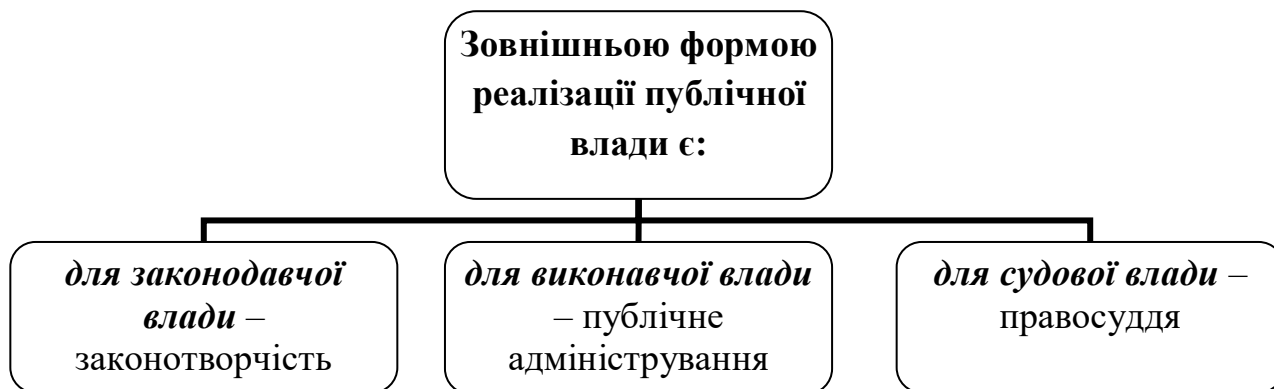 Зовнішньою формою
реалізації публічної
влади є:
для законодавчої
влади –
законотворчість
для виконавчої влади
– публічне
адміністрування
для судової влади –
правосуддя